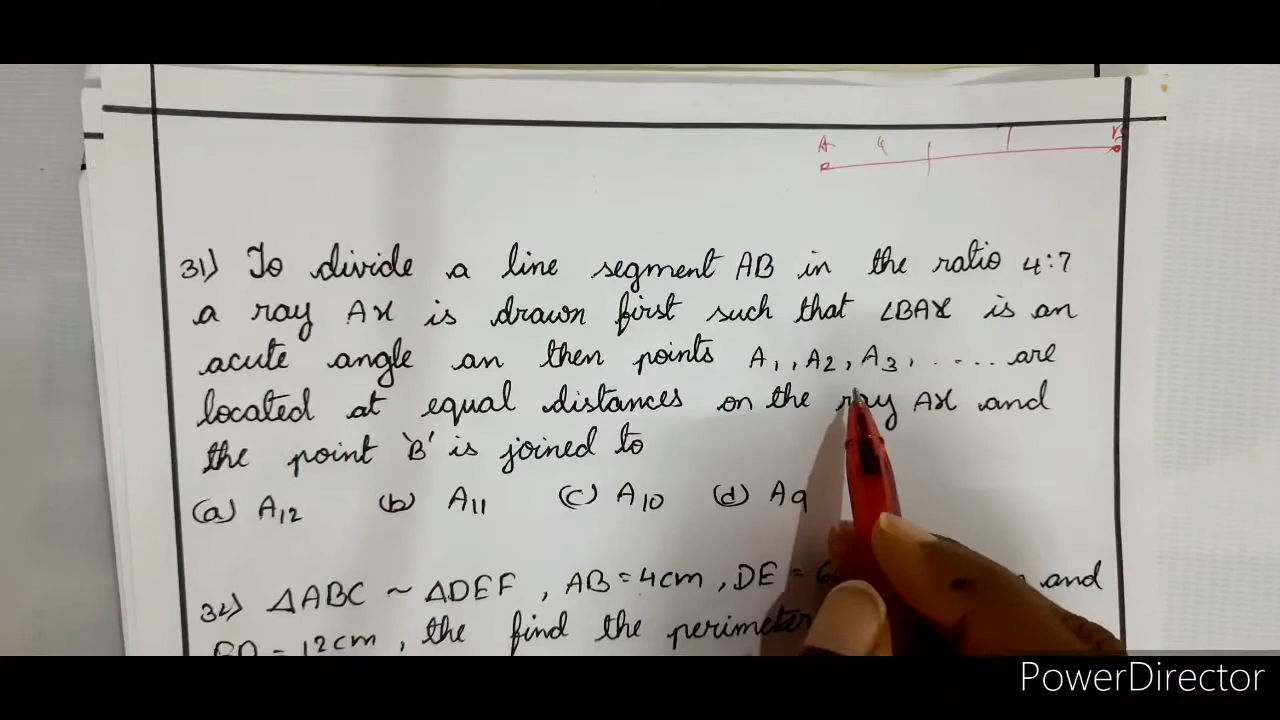 A 4 7 B
31) To divide a line segment AB in the ratio 4:7
a ray AX is drawn first such that ∠BAX is an
acute angle an then points A1, A2, A3, ..... are
located at equal distances on the ray AX and
the point 'B' is joined to
(a) A12 (b) A11 (c) A10 (d) A9
32) ΔABC ~ ΔDEF, AB = 4cm, DE = 6 and
= 12cm, the find the perimeter
PowerDirector